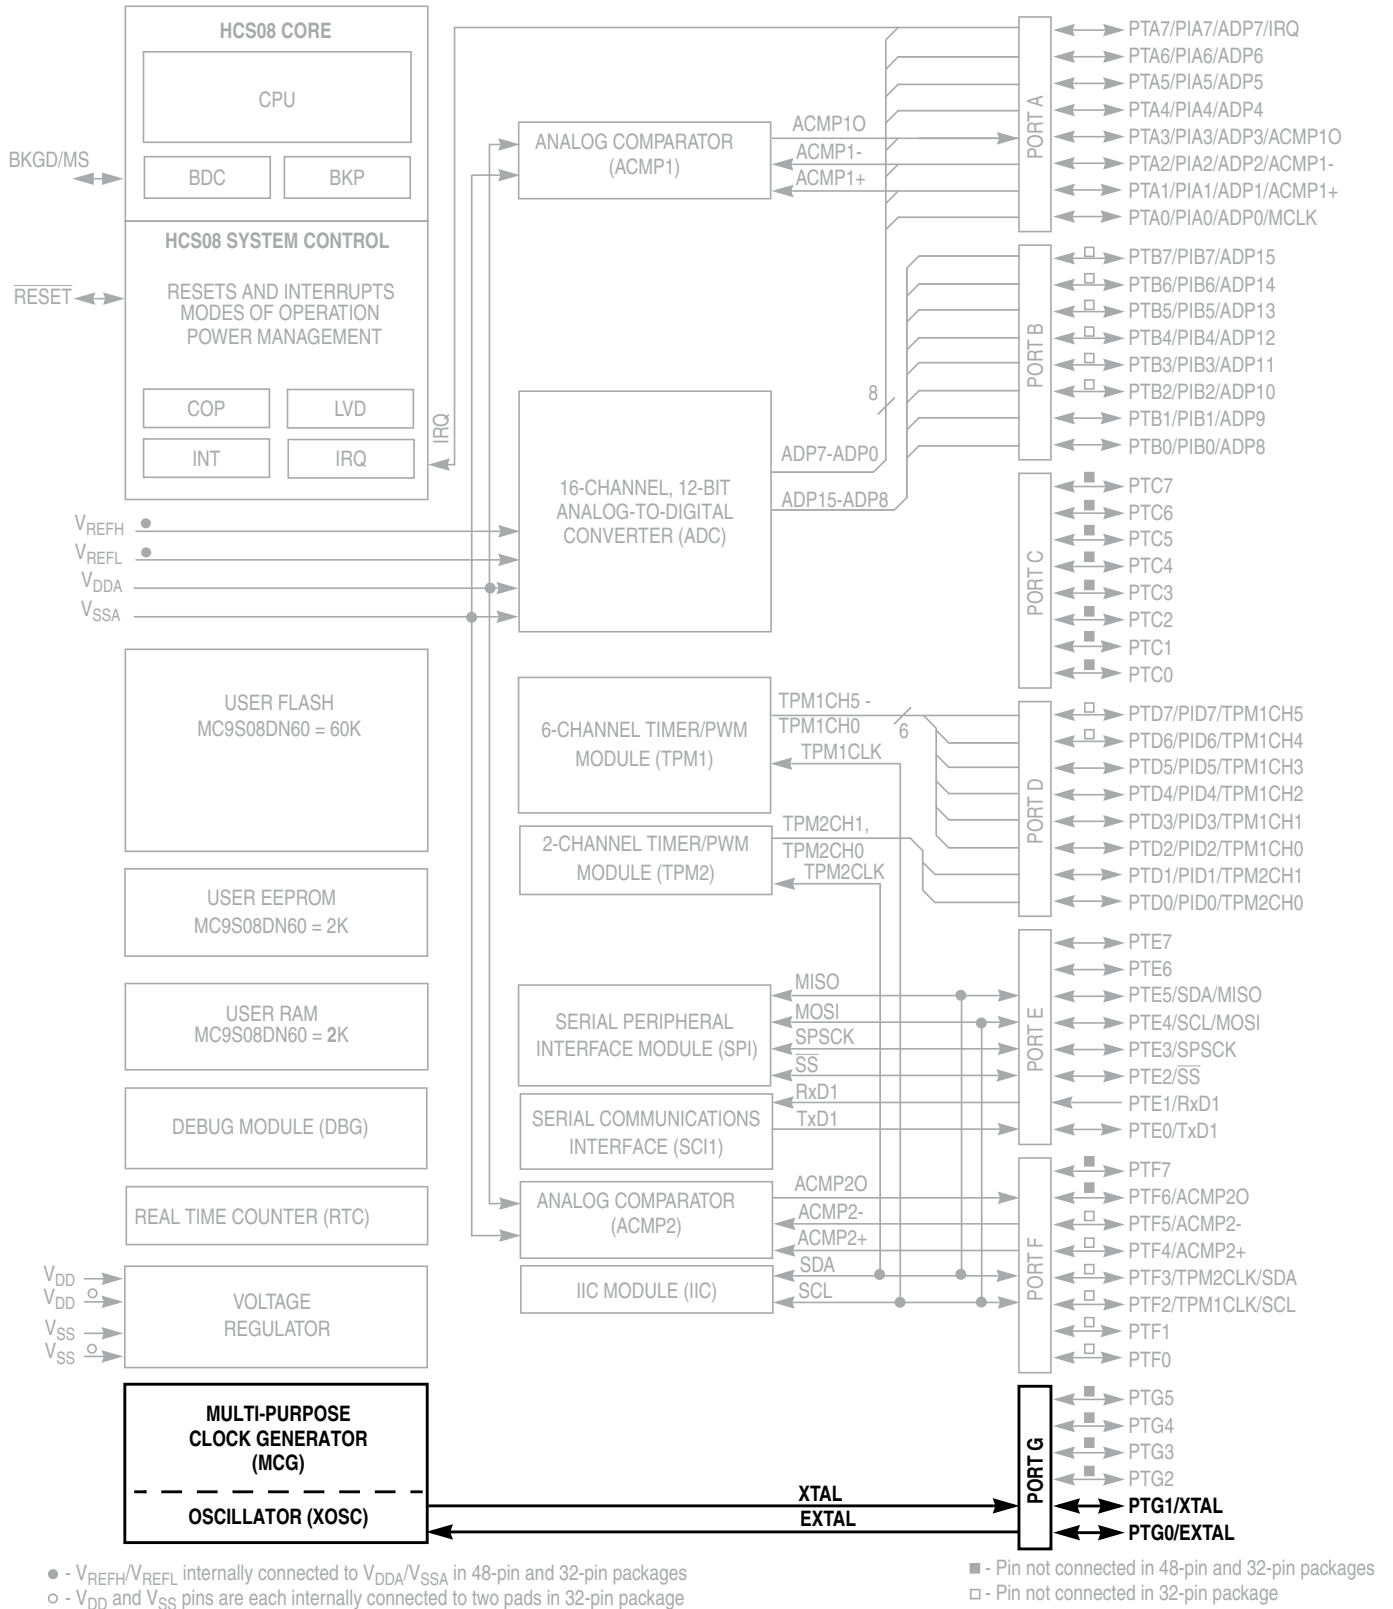 HCS08 CORE
CPU
BDC
BKP
BKGD/MS
HCS08 SYSTEM CONTROL
RESETS AND INTERRUPTS
MODES OF OPERATION
POWER MANAGEMENT
RESET
COP
LVD
INT
IRQ
IRQ
VREFH
VREFL
VDDA
VSSA
USER FLASH
MC9S08DN60 = 60K
USER EEPROM
MC9S08DN60 = 2K
USER RAM
MC9S08DN60 = 2K
DEBUG MODULE (DBG)
REAL TIME COUNTER (RTC)
VDD
VDD
VSS
VSS
VOLTAGE
REGULATOR
MULTI-PURPOSE
CLOCK GENERATOR
(MCG)
OSCILLATOR (XOSC)
ANALOG COMPARATOR
(ACMP1)
ACMP1O
ACMP1-
ACMP1+
16-CHANNEL, 12-BIT
ANALOG-TO-DIGITAL
CONVERTER (ADC)
8
ADP7-ADP0
ADP15-ADP8
6-CHANNEL TIMER/PWM
MODULE (TPM1)
TPM1CH5 -
TPM1CH0
6
TPM1CLK
2-CHANNEL TIMER/PWM
MODULE (TPM2)
TPM2CH1,
TPM2CH0
TPM2CLK
SERIAL PERIPHERAL
INTERFACE MODULE (SPI)
MISO
MOSI
SPSCK
SS
SERIAL COMMUNICATIONS
INTERFACE (SCI1)
RxD1
TxD1
ANALOG COMPARATOR
(ACMP2)
ACMP2O
ACMP2-
ACMP2+
IIC MODULE (IIC)
SDA
SCL
XTAL
EXTAL
PORT A
PTA7/PIA7/ADP7/IRQ
PTA6/PIA6/ADP6
PTA5/PIA5/ADP5
PTA4/PIA4/ADP4
PTA3/PIA3/ADP3/ACMP1O
PTA2/PIA2/ADP2/ACMP1-
PTA1/PIA1/ADP1/ACMP1+
PTA0/PIA0/ADP0/MCLK
PORT B
PTB7/PIB7/ADP15
PTB6/PIB6/ADP14
PTB5/PIB5/ADP13
PTB4/PIB4/ADP12
PTB3/PIB3/ADP11
PTB2/PIB2/ADP10
PTB1/PIB1/ADP9
PTB0/PIB0/ADP8
PORT C
PTC7
PTC6
PTC5
PTC4
PTC3
PTC2
PTC1
PTC0
PORT D
PTD7/PID7/TPM1CH5
PTD6/PID6/TPM1CH4
PTD5/PID5/TPM1CH3
PTD4/PID4/TPM1CH2
PTD3/PID3/TPM1CH1
PTD2/PID2/TPM1CH0
PTD1/PID1/TPM2CH1
PTD0/PID0/TPM2CH0
PORT E
PTE7
PTE6
PTE5/SDA/MISO
PTE4/SCL/MOSI
PTE3/SPSCK
PTE2/SS
PTE1/RxD1
PTE0/TxD1
PORT F
PTF7
PTF6/ACMP2O
PTF5/ACMP2-
PTF4/ACMP2+
PTF3/TPM2CLK/SDA
PTF2/TPM1CLK/SCL
PTF1
PTF0
PORT G
PTG5
PTG4
PTG3
PTG2
PTG1/XTAL
PTG0/EXTAL
● - VREFH/VREFL internally connected to VDDA/VSSA in 48-pin and 32-pin packages
○ - VDD and VSS pins are each internally connected to two pads in 32-pin package
■ - Pin not connected in 48-pin and 32-pin packages
□ - Pin not connected in 32-pin package